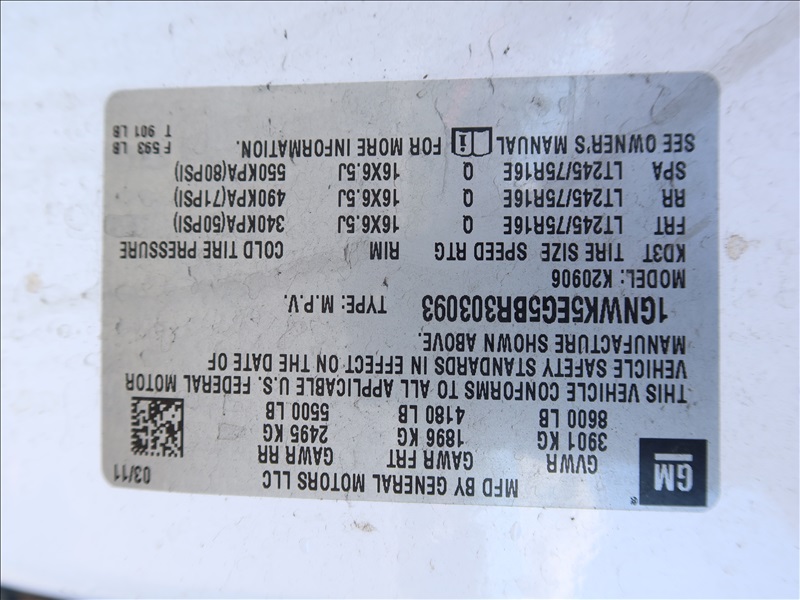 GM
MFD BY GENERAL MOTORS LLC 03/11
GVWR GAWR FRT GAWR RR
3901 KG 1896 KG 2495 KG
8600 LB 4180 LB 5500 LB
THIS VEHICLE CONFORMS TO ALL APPLICABLE U.S. FEDERAL MOTOR
VEHICLE SAFETY STANDARDS IN EFFECT ON THE DATE OF
MANUFACTURE SHOWN ABOVE.
1GNWK5EG5BR303093 TYPE: M.P.V.
MODEL: K20906
KD3T TIRE SIZE SPEED RTG RIM COLD TIRE PRESSURE
FRT LT245/75R16E Q 16X6.5J 340KPA(50PSI)
RR LT245/75R16E Q 16X6.5J 490KPA(71PSI)
SPA LT245/75R16E Q 16X6.5J 550KPA(80PSI)
SEE OWNER'S MANUAL i FOR MORE INFORMATION.
F 593 LB
T 901 LB